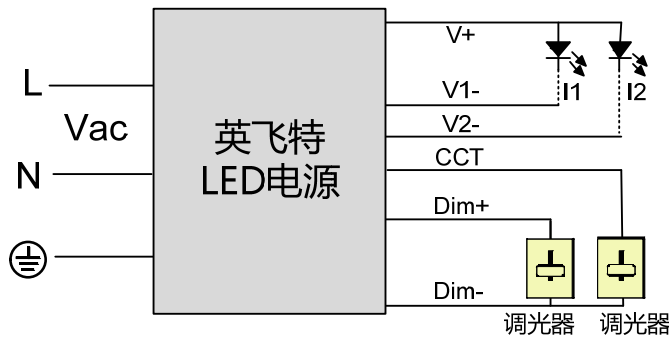 L
Vac
N
英飞特
LED电源
V+
I1
I2
V1-
V2-
CCT
Dim+
Dim-
调光器
调光器